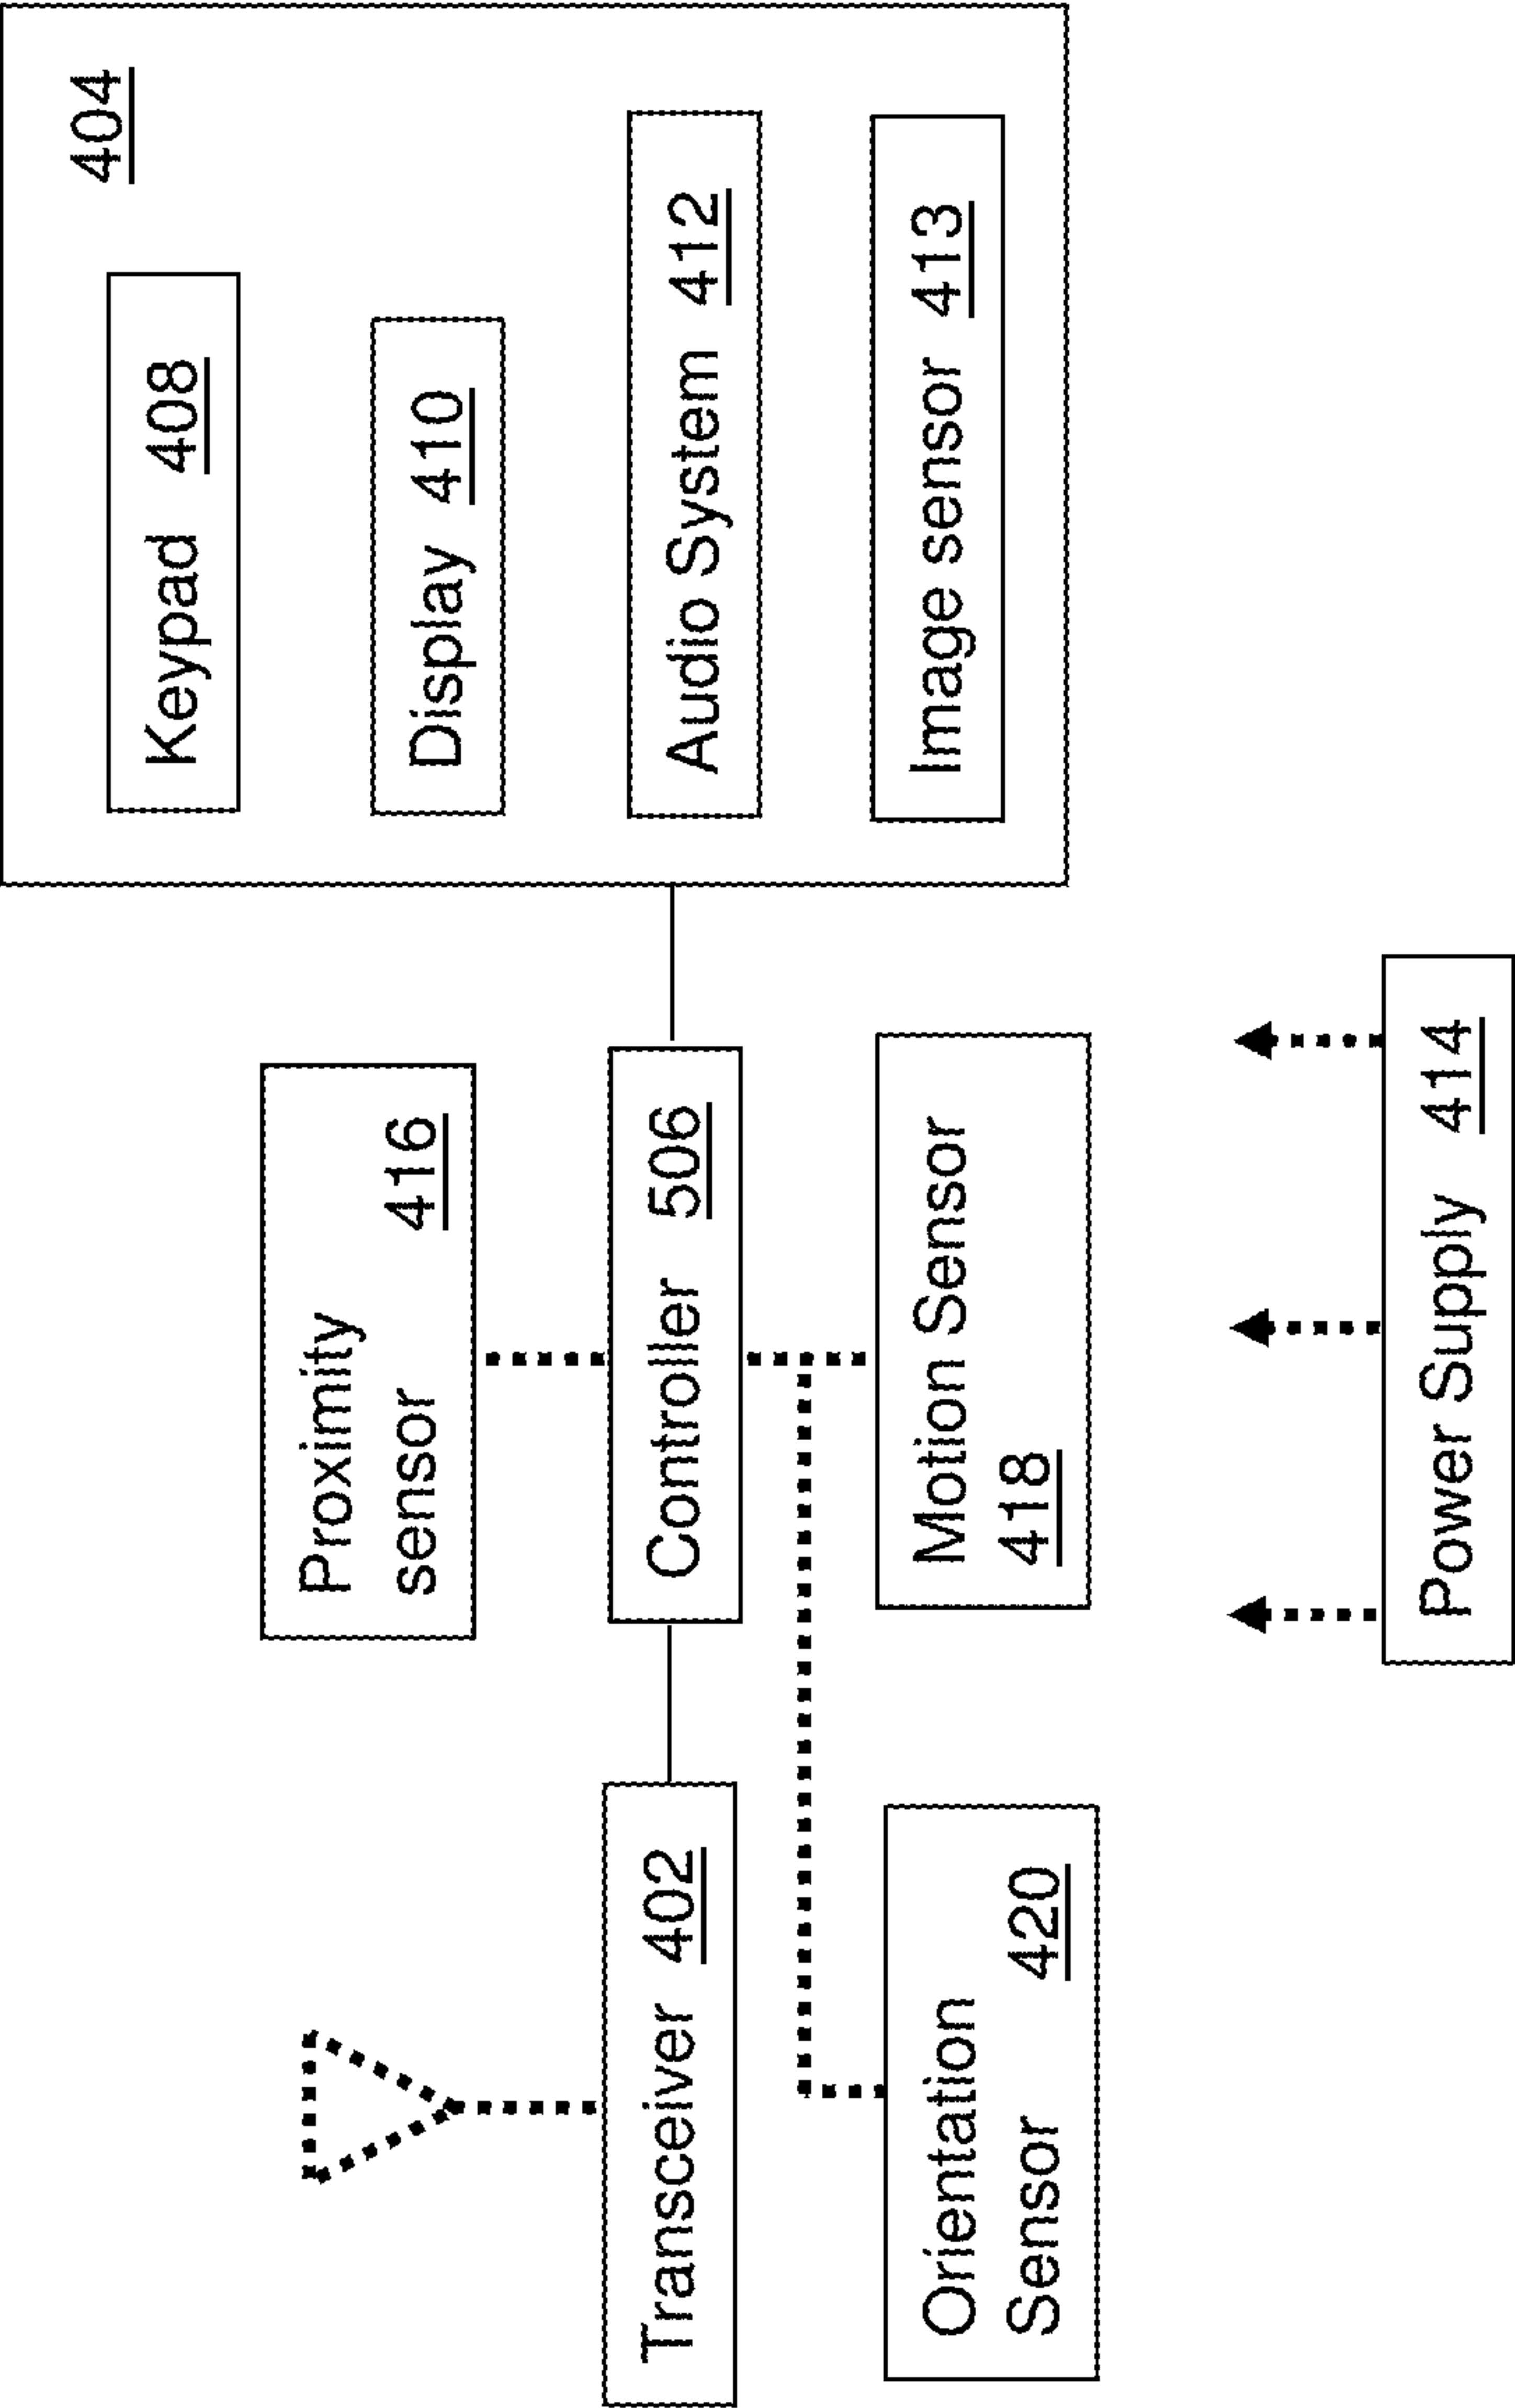 404
Keypad 408
Display 410
Audio System 412
Image sensor 413
Proximity
sensor 416
Transceiver 402
Controller 506
Orientation
Sensor 420
Motion Sensor
418
Power Supply 414